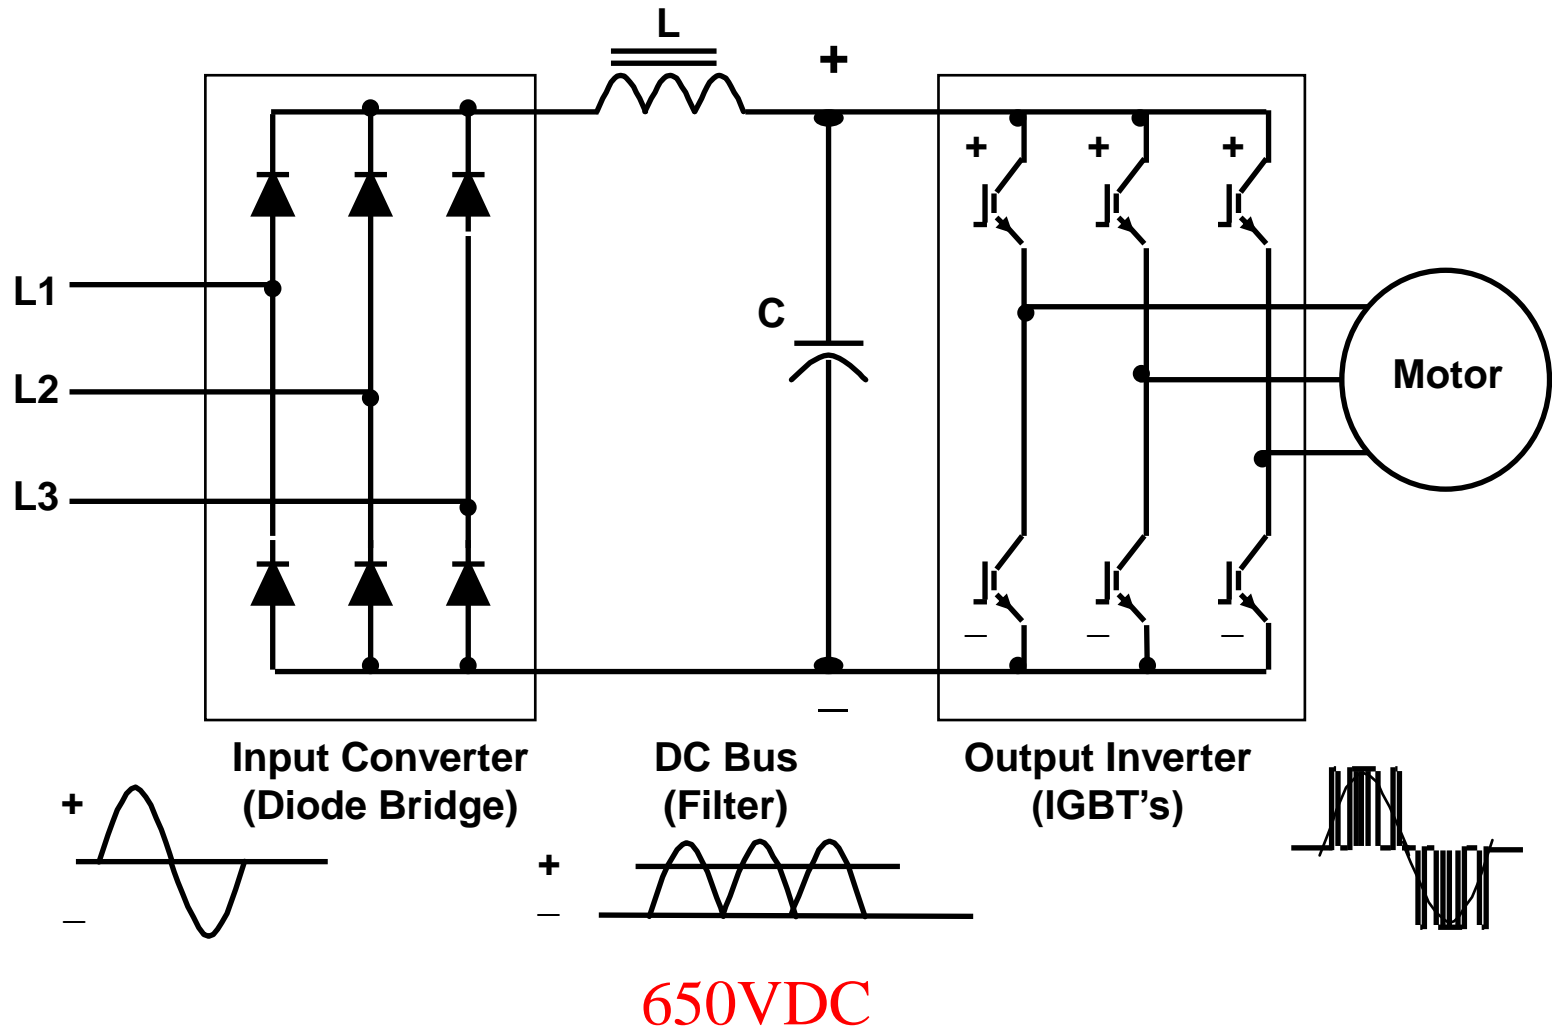 L
+
+ + +
L1
L2
L3
C
Motor
_ _ _
_
Input Converter
(Diode Bridge)
DC Bus
(Filter)
Output Inverter
(IGBT's)
+
_
+
_
650VDC